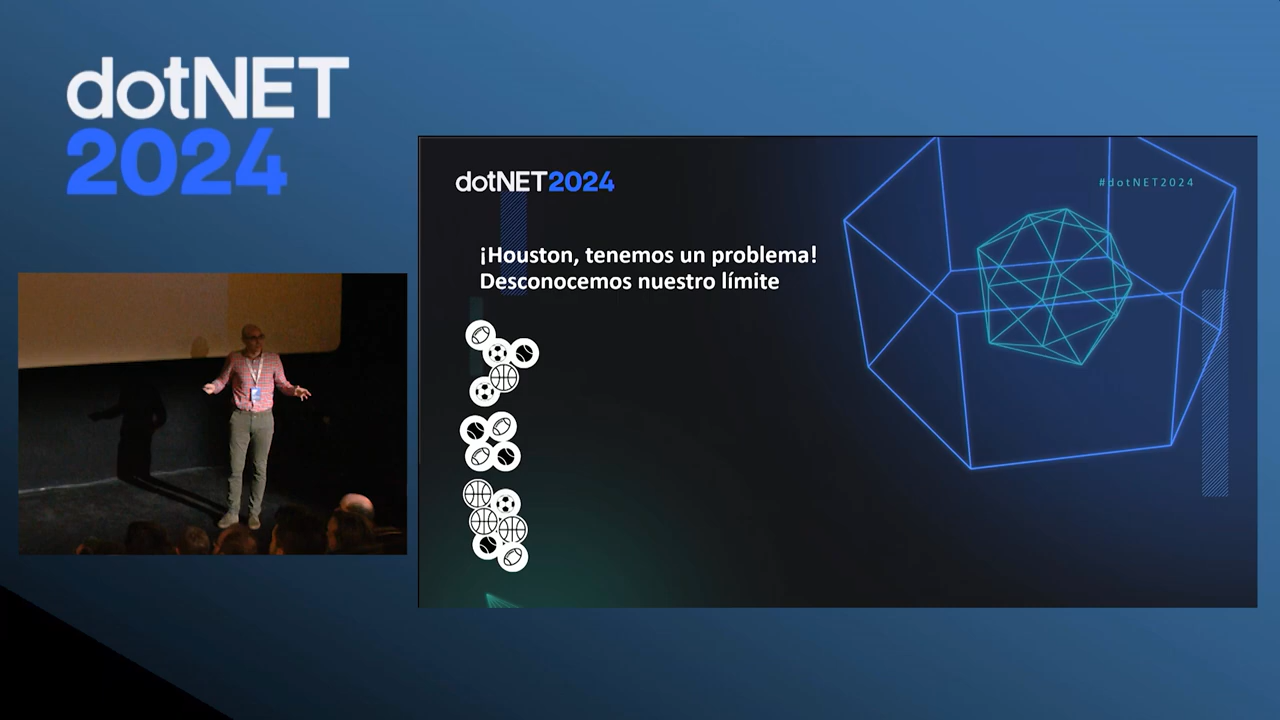 dotNET
2024
dotNET2024
#dotNET2024
¡Houston, tenemos un problema!
Desconocemos nuestro límite